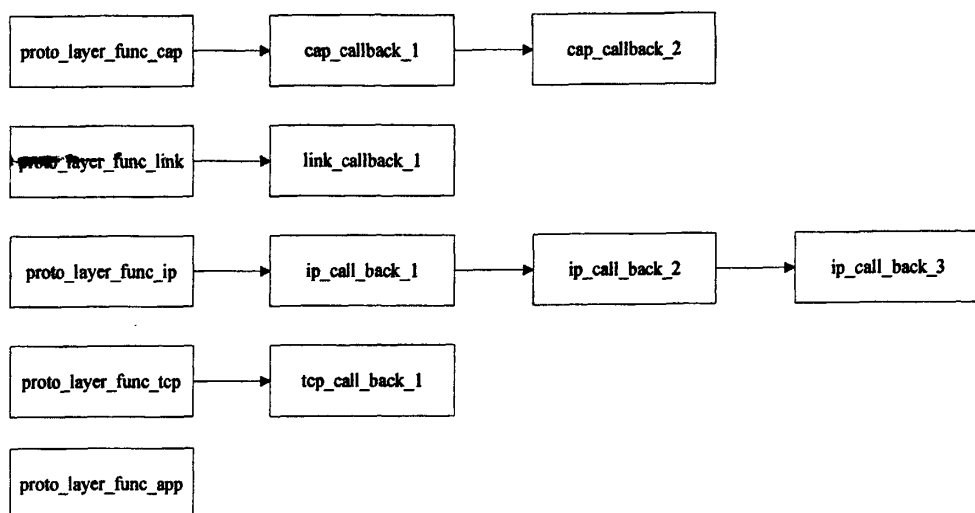 proto_layer_func_cap
cap_callback_1
cap_callback_2
proto_layer_func_link
link_callback_1
proto_layer_func_ip
ip_call_back_1
ip_call_back_2
ip_call_back_3
proto_layer_func_tcp
tcp_call_back_1
proto_layer_func_app